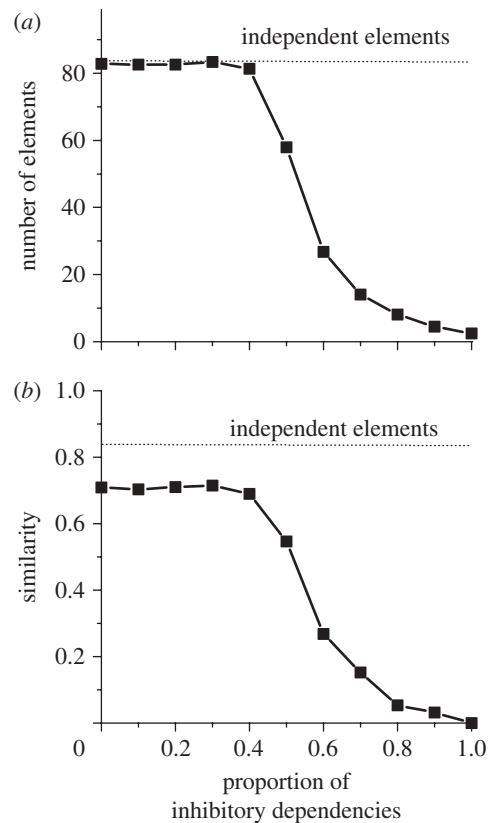 (a)
independent elements
80
60
40
20
0
number of elements
(b)
1.0
independent elements
0.8
0.6
0.4
0.2
similarity
0 0.2 0.4 0.6 0.8 1.0
proportion of
inhibitory dependencies